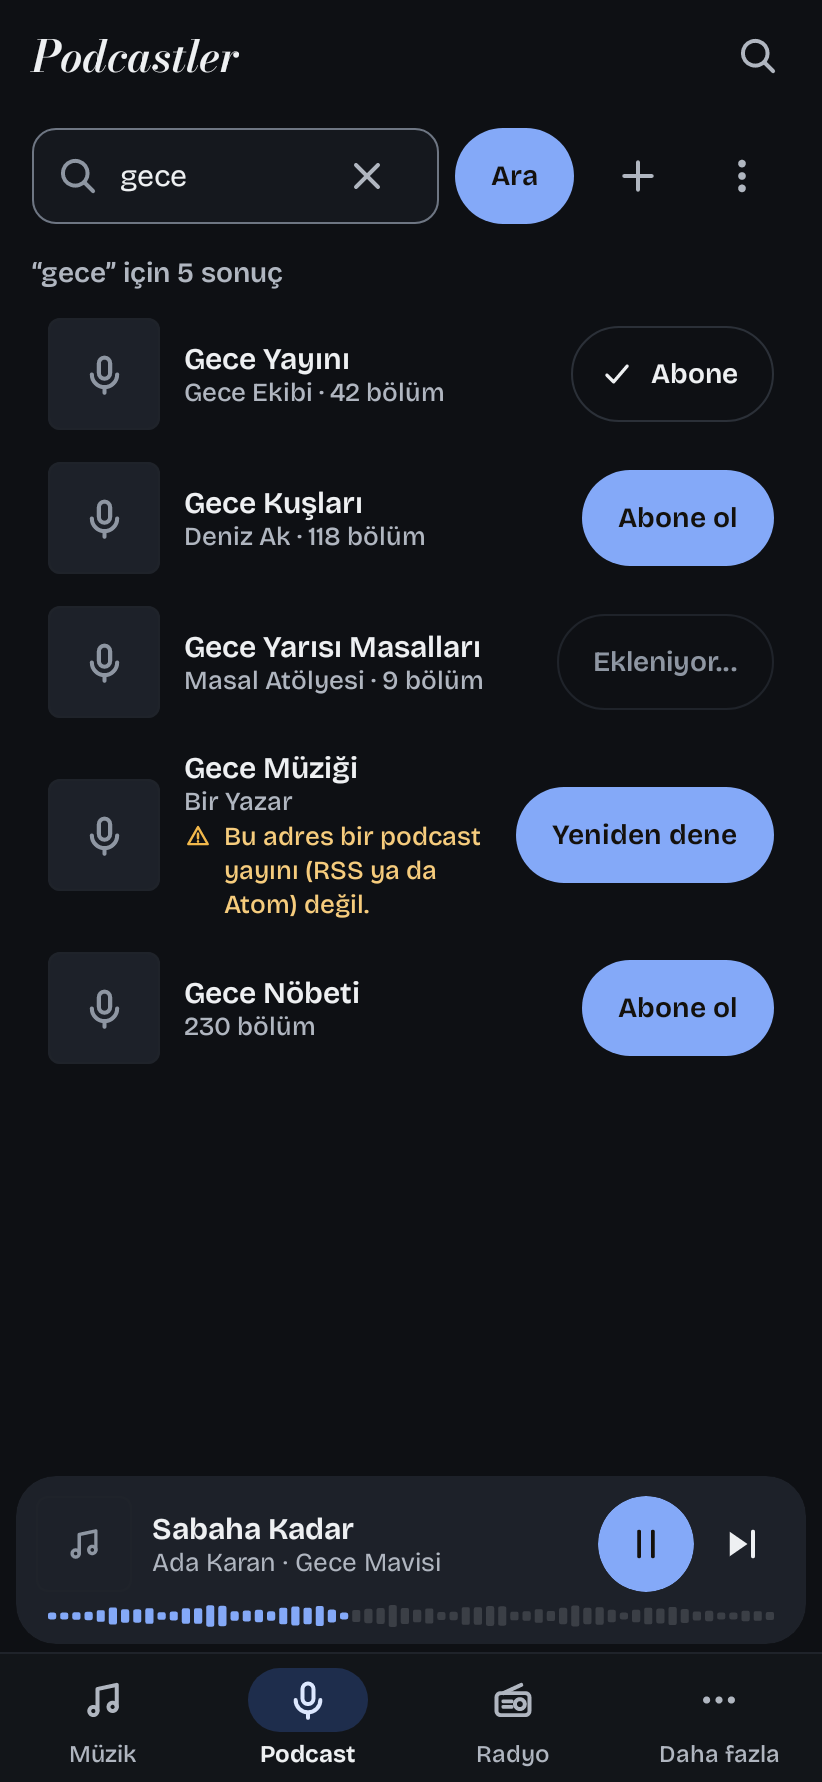 Podcastler
gece
Ara
“gece” için 5 sonuç
Gece Yayını
Gece Ekibi · 42 bölüm
Abone
Gece Kuşları
Deniz Ak · 118 bölüm
Abone ol
Gece Yarısı Masalları
Masal Atölyesi · 9 bölüm
Ekleniyor...
Gece Müziği
Bir Yazar
Bu adres bir podcast
yayını (RSS ya da
Atom) değil.
Yeniden dene
Gece Nöbeti
230 bölüm
Abone ol
Sabaha Kadar
Ada Karan · Gece Mavisi
Müzik
Podcast
Radyo
Daha fazla